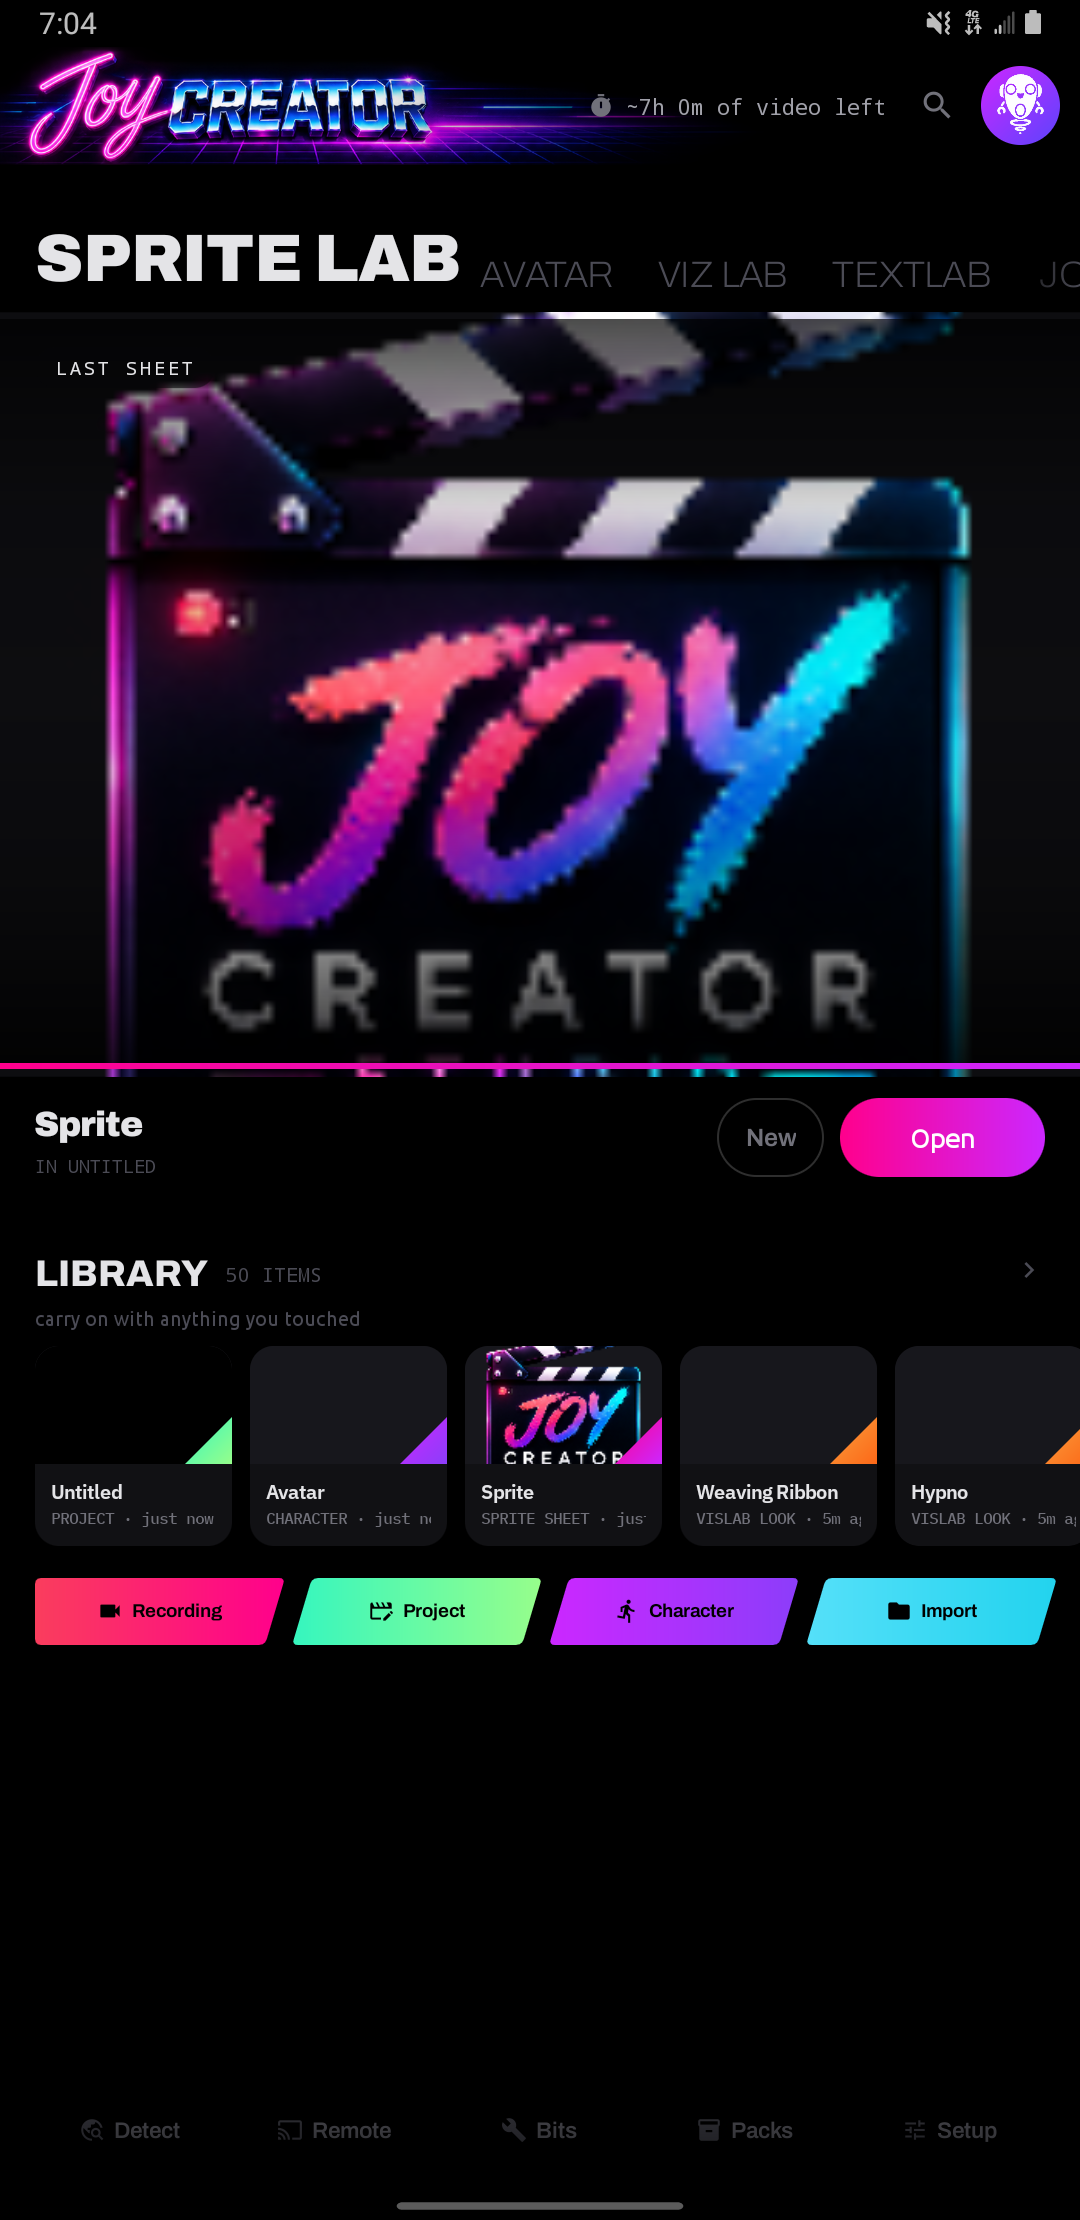 7:04
4G LTE
Joy CREATOR
~7h 0m of video left
SPRITE LAB AVATAR VIZ LAB TEXTLAB JO
LAST SHEET
JOY
CREATOR
Sprite
IN UNTITLED
New
Open
LIBRARY 50 ITEMS
carry on with anything you touched
JOY
CREATOR
Untitled
PROJECT · just now
Avatar
CHARACTER · just n
Sprite
SPRITE SHEET · jus
Weaving Ribbon
VISLAB LOOK · 5m a
Hypno
VISLAB LOOK · 5m a
Recording
Project
Character
Import
Detect
Remote
Bits
Packs
Setup